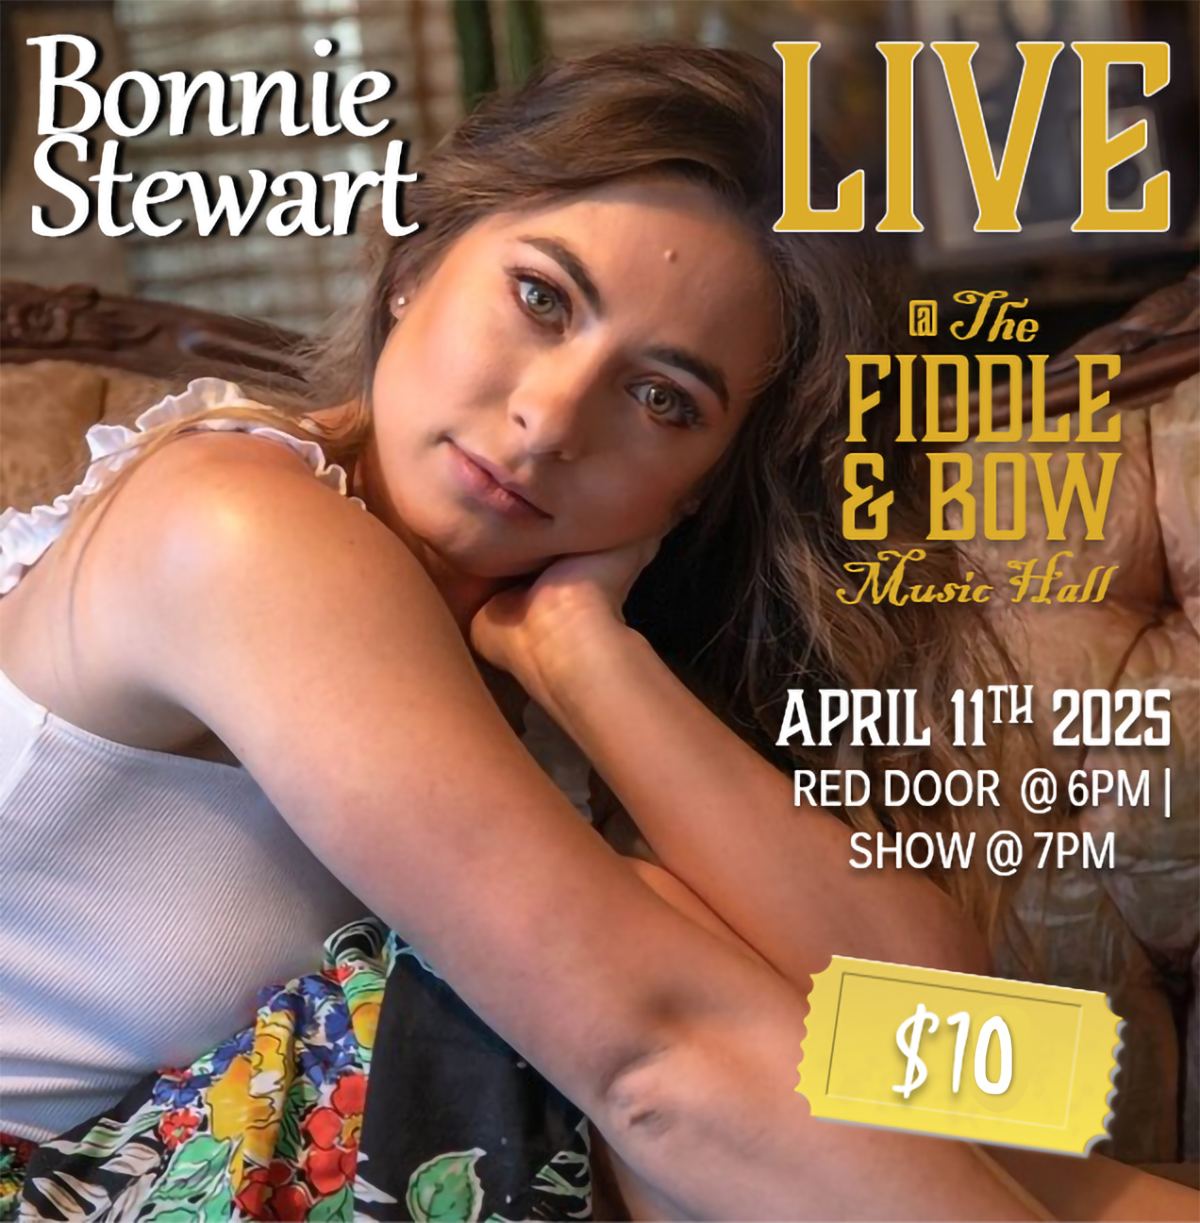 Bonnie
Stewart
LIVE
@ The
FIDDLE
& BOW
Music Hall
APRIL 11TH 2025
RED DOOR @ 6PM |
SHOW @ 7PM
$10